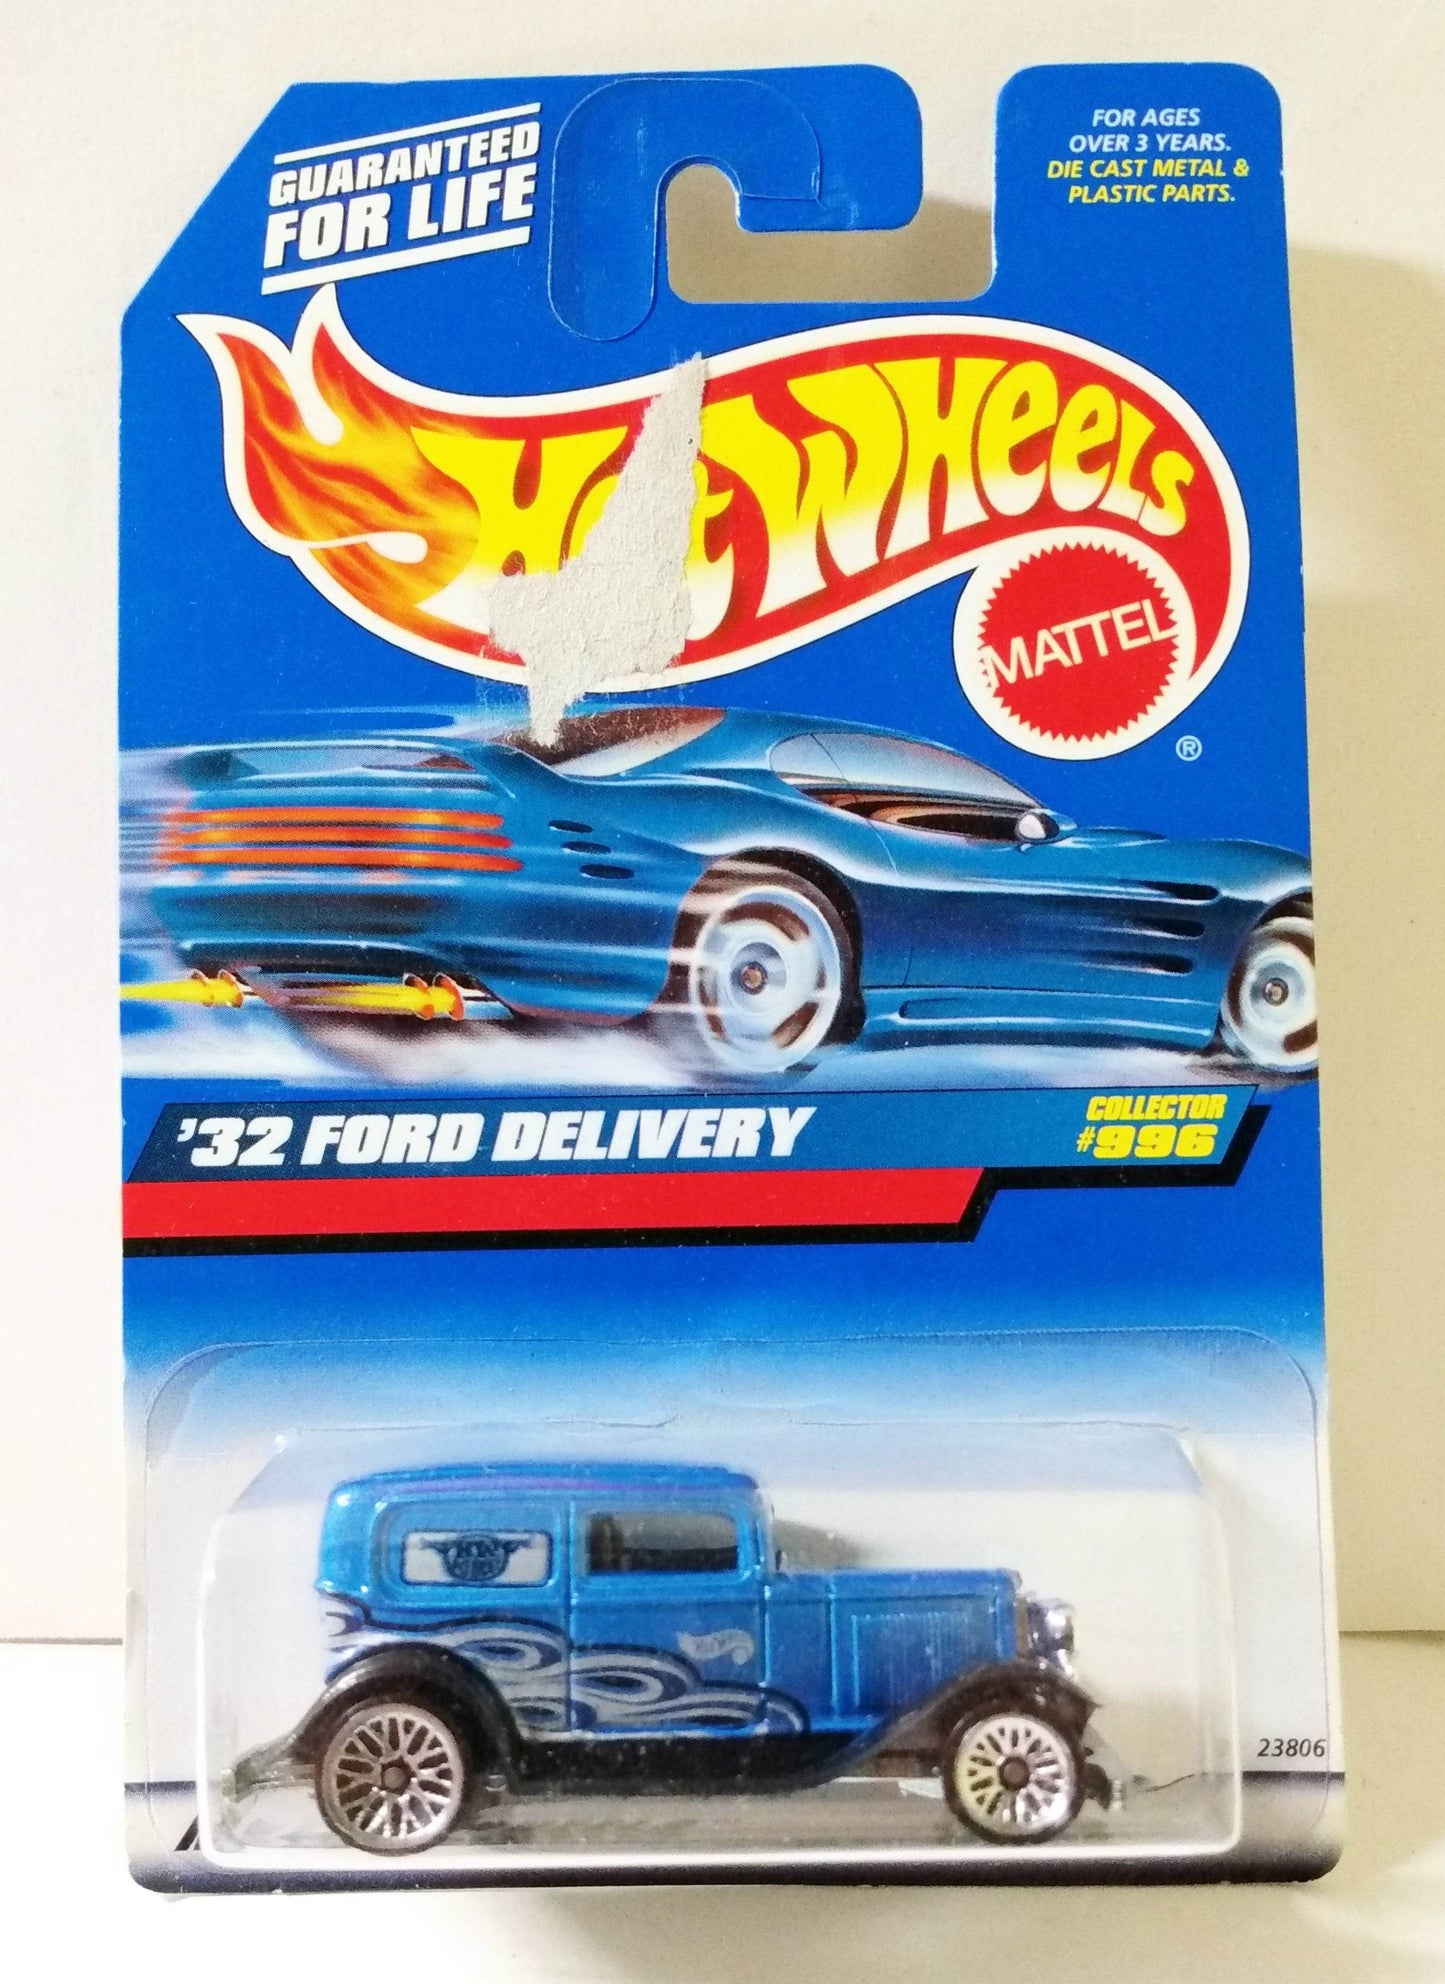 GUARANTEED
FOR LIFE
FOR AGES
OVER 3 YEARS.
DIE CAST METAL &
PLASTIC PARTS.
Hot Wheels
MATTEL
®
'32 FORD DELIVERY
COLLECTOR
#996
23806